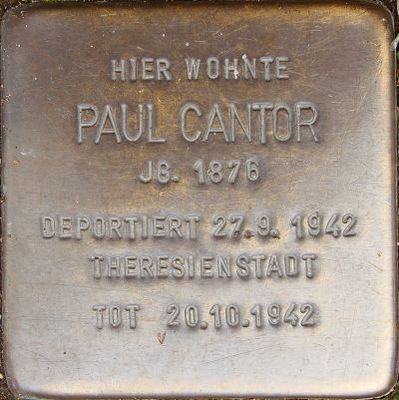 HIER WOHNTE
PAUL CANTOR
JG. 1876
DEPORTIERT 27.9. 1942
THERESIENSTADT
TOT 20.10.1942